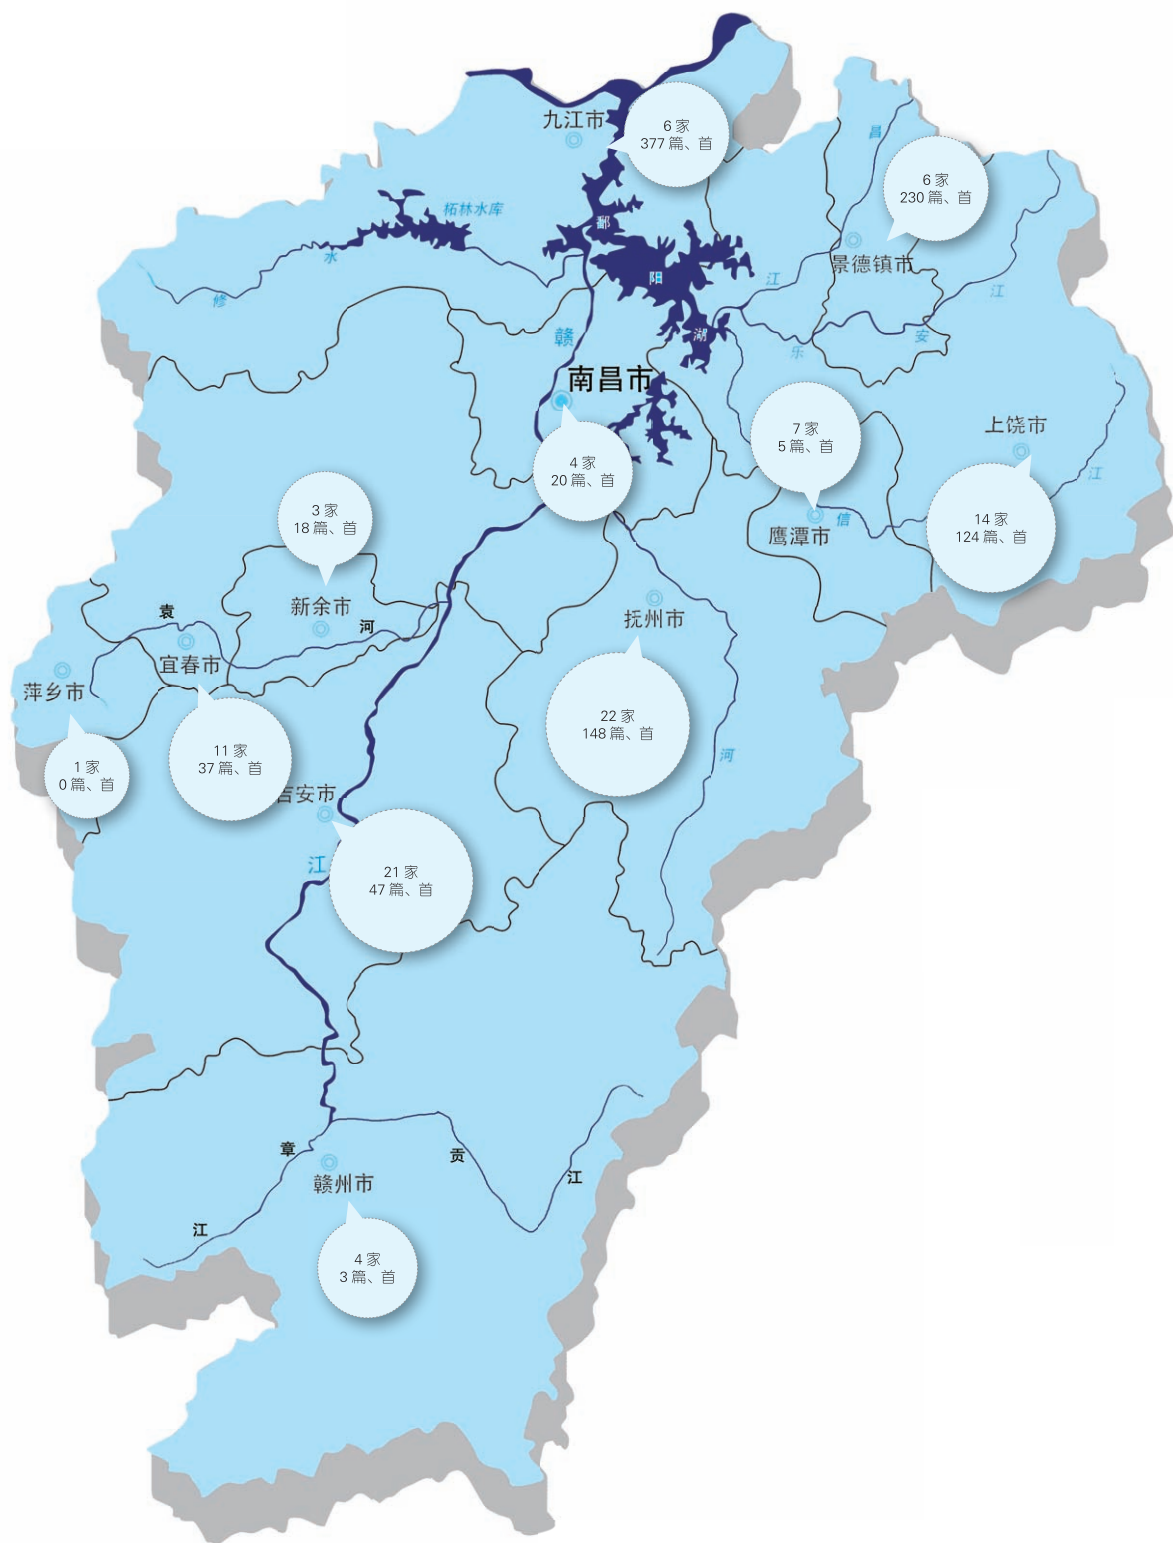 九江市
6 家
377 篇、首
昌
6 家
230 篇、首
柘林水库
鄱
水
修
阳
江
景德镇市
江
湖
赣
乐
安
南昌市
7 家
5 篇、首
上饶市
4 家
20 篇、首
江
3 家
18 篇、首
信
鹰潭市
14 家
124 篇、首
新余市
袁
河
抚州市
宜春市
萍乡市
22 家
148 篇、首
河
11 家
37 篇、首
1 家
0 篇、首
吉安市
江
21 家
47 篇、首
章
贡
江
赣州市
江
4 家
3 篇、首